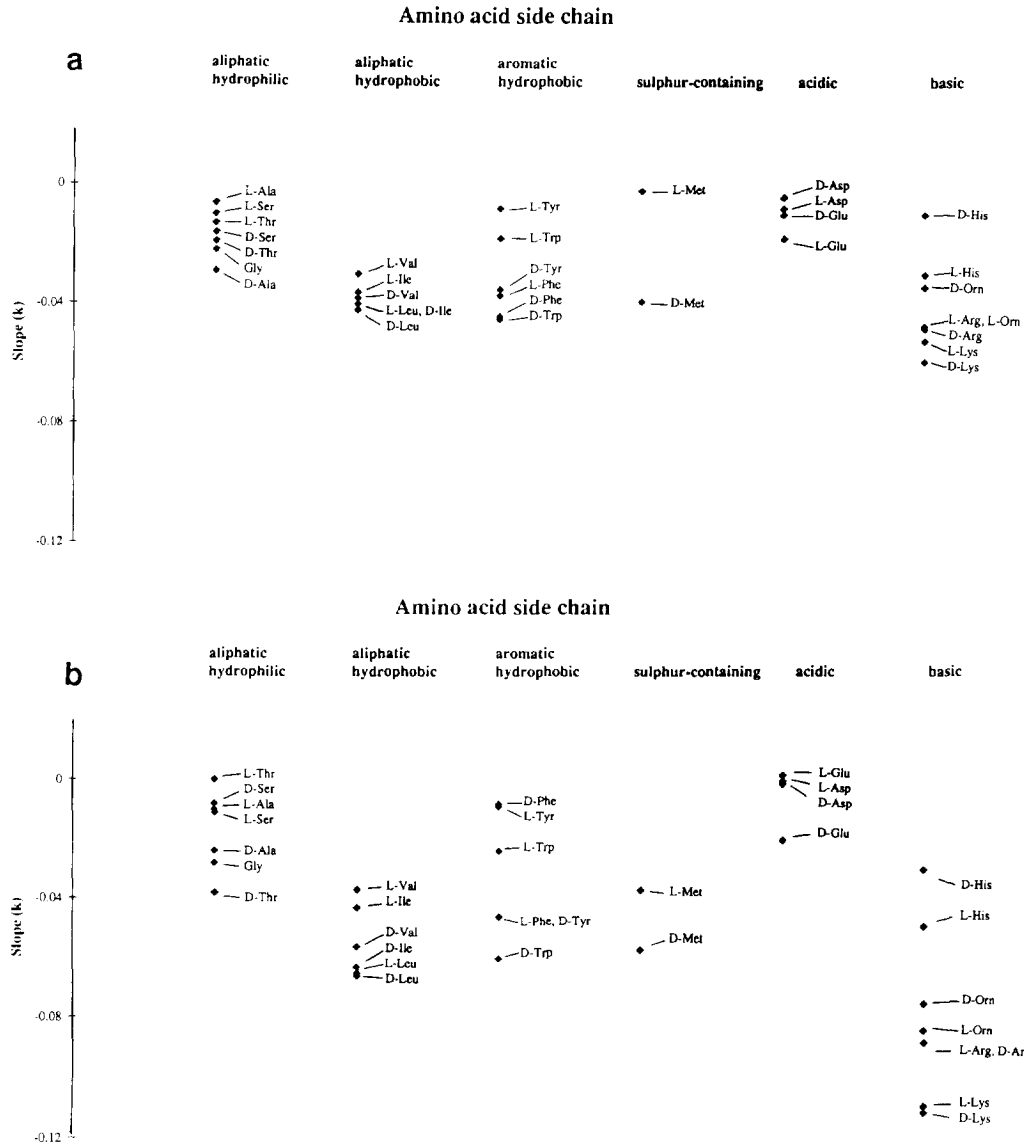 Amino acid side chain
a
aliphatic
hydrophilic
aliphatic
hydrophobic
aromatic
hydrophobic
sulphur-containing
acidic
basic
Slope (k)
0
-0.04
-0.08
-0.12
L-Ala
L-Ser
L-Thr
D-Ser
D-Thr
Gly
D-Ala
L-Val
L-Ile
D-Val
L-Leu, D-Ile
D-Leu
L-Tyr
L-Trp
D-Tyr
L-Phe
D-Phe
D-Trp
L-Met
D-Met
D-Asp
L-Asp
D-Glu
L-Glu
D-His
L-His
D-Orn
L-Arg, L-Orn
D-Arg
L-Lys
D-Lys
Amino acid side chain
b
aliphatic
hydrophilic
aliphatic
hydrophobic
aromatic
hydrophobic
sulphur-containing
acidic
basic
Slope (k)
0
-0.04
-0.08
-0.12
L-Thr
D-Ser
L-Ala
L-Ser
D-Ala
Gly
D-Thr
L-Val
L-Ile
D-Val
D-Ile
L-Leu
D-Leu
D-Phe
L-Tyr
L-Trp
L-Phe, D-Tyr
D-Trp
L-Met
D-Met
L-Glu
L-Asp
D-Asp
D-Glu
D-His
L-His
D-Orn
L-Orn
L-Arg, D-Ar
L-Lys
D-Lys